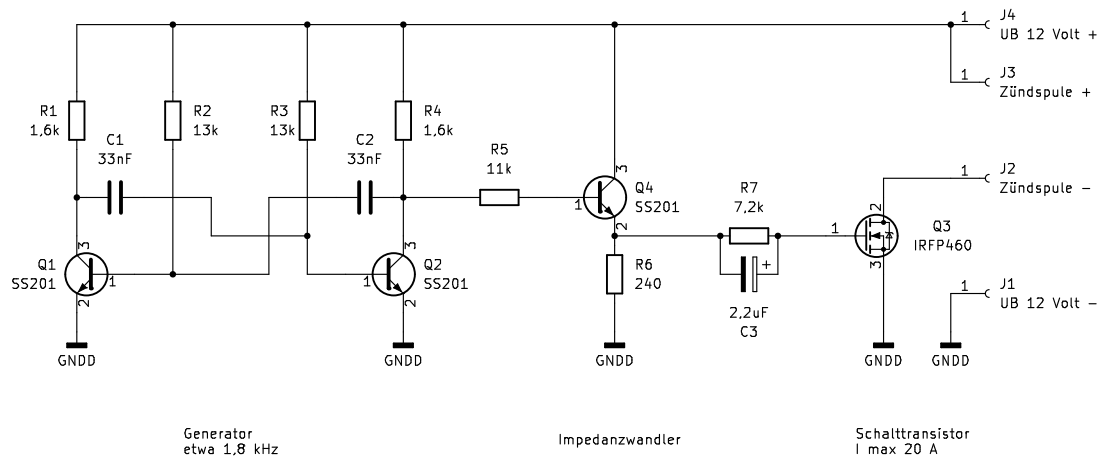 1
J4
UB 12 Volt +
1
J3
Zündspule +
R1
1,6k
R2
13k
R3
13k
R4
1,6k
C1
33nF
C2
33nF
R5
11k
3
Q4
SS201
1
2
R7
7,2k
1
J2
Zündspule -
2
1
Q3
IRFP460
3
3
Q1
SS201
1
2
3
Q2
SS201
1
2
R6
240
+
2,2uF
C3
1
J1
UB 12 Volt -
GNDD
GNDD
GNDD
GNDD
GNDD
Generator
etwa 1,8 kHz
Impedanzwandler
Schalttransistor
I max 20 A